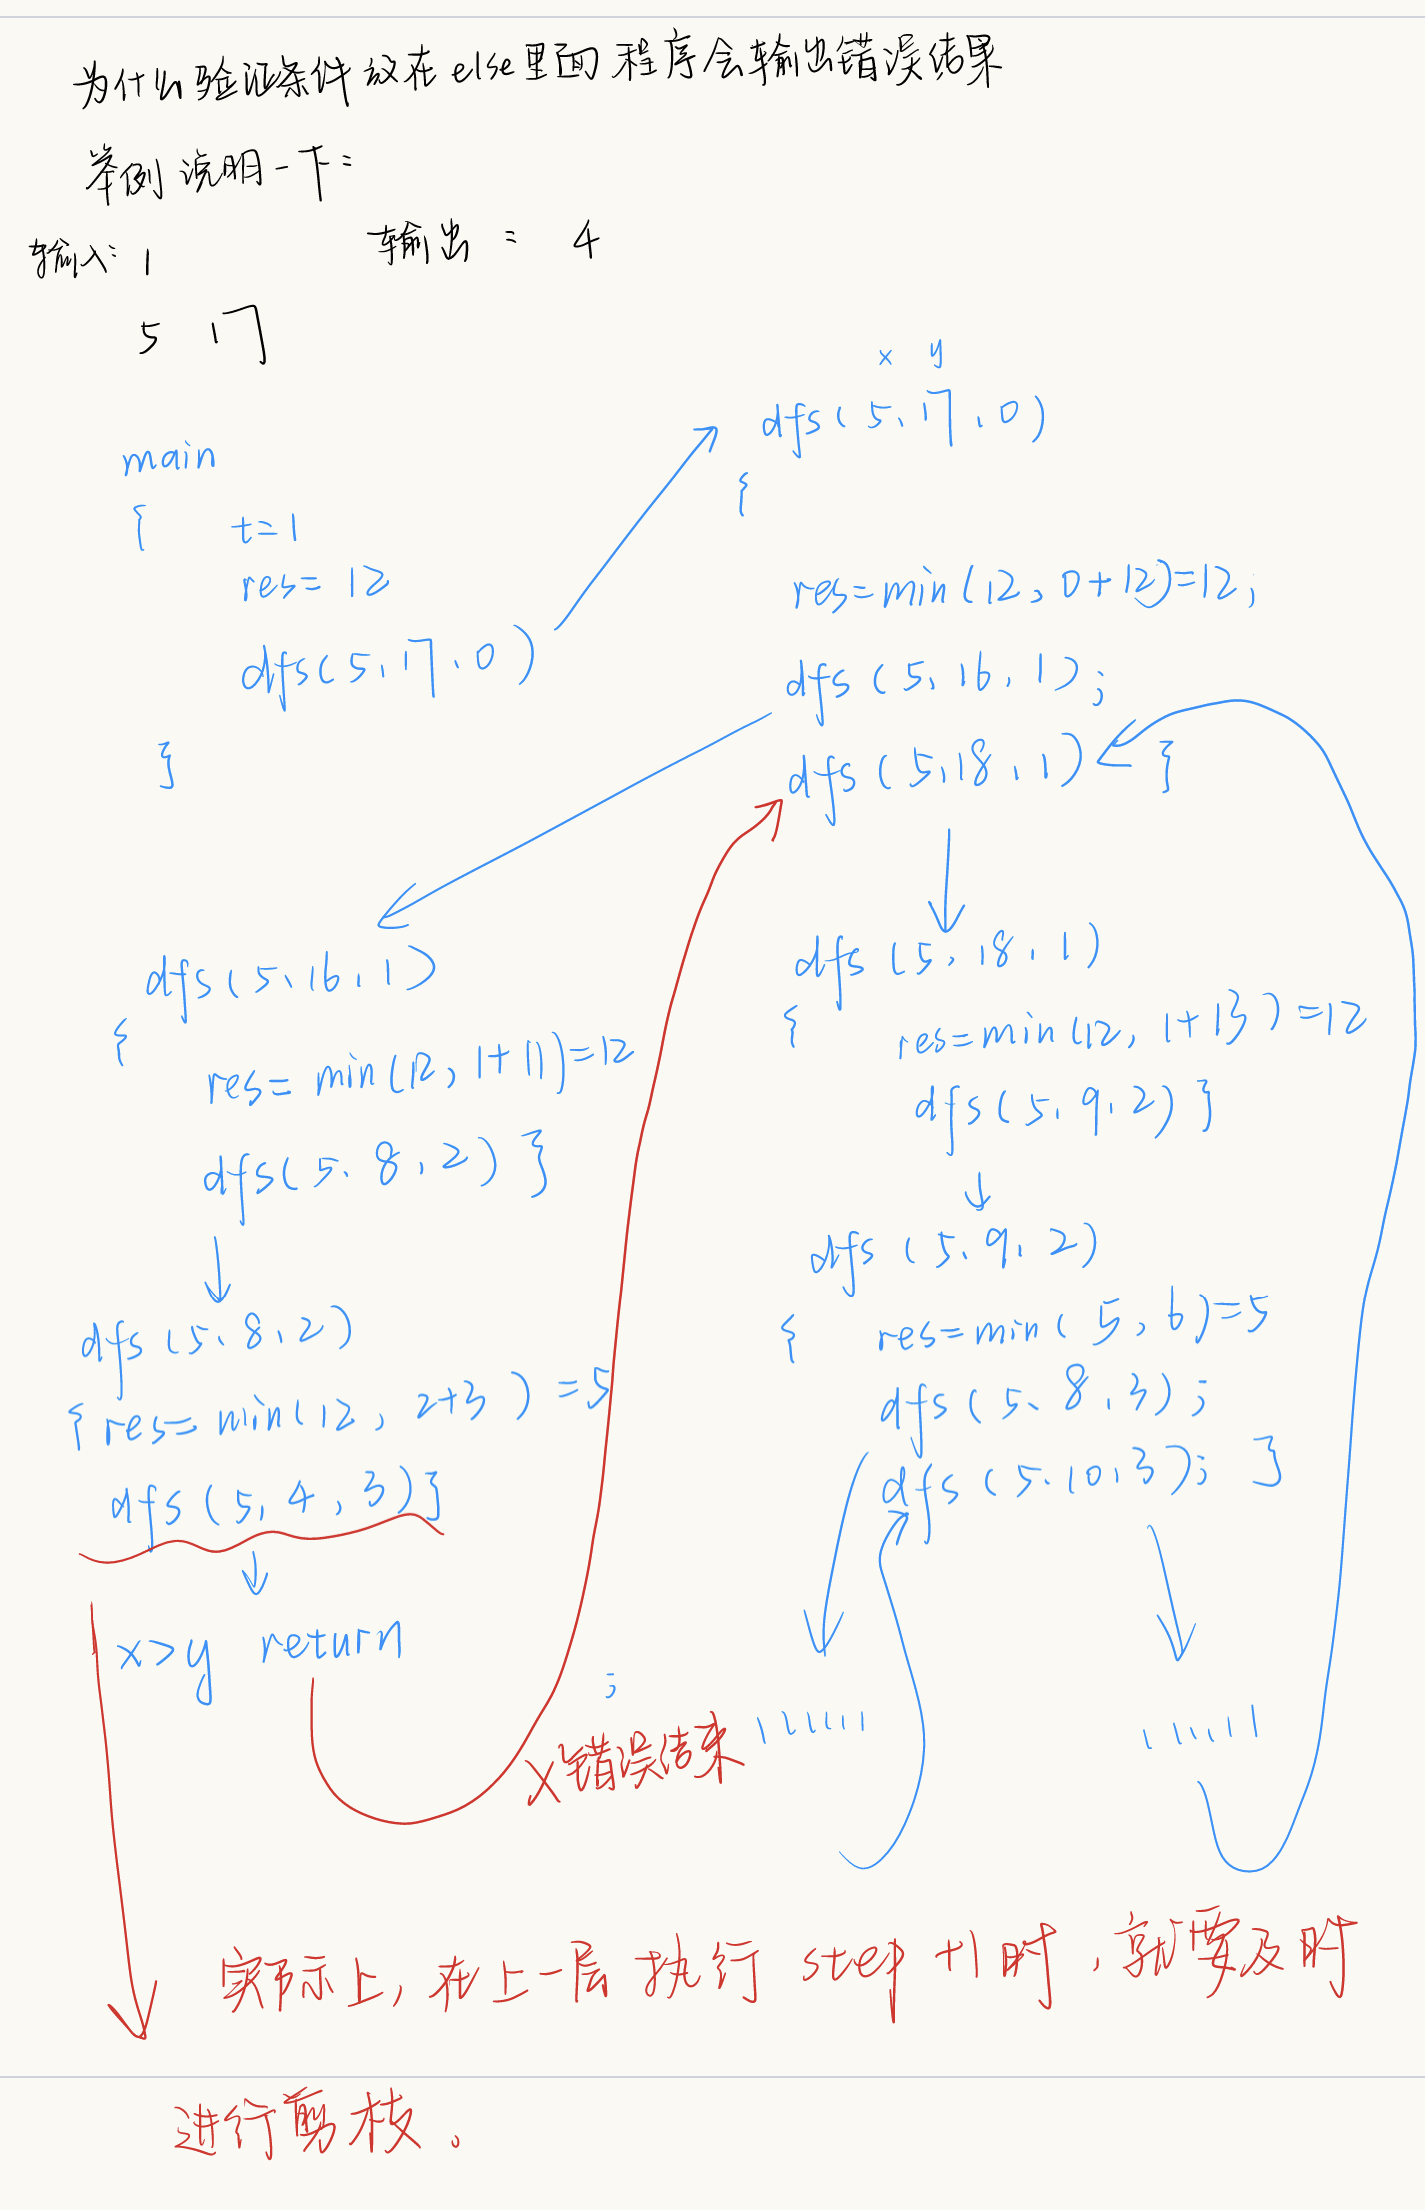 为什么验证条件放在else里面程序会输出错误结果
举例说明一下:
输入: 1 输出: 4
5 17
main
{ t=1
res= 12
dfs(5,17,0)
}
x y
dfs(5,17,0)
{
res=min(12,0+12)=12;
dfs(5,16,1);
dfs(5,18,1) }
dfs(5,16,1)
{
res= min(12,1+11)=12
dfs(5,8,2) }
dfs(5,8,2)
{ res= min(12,2+3)=5
dfs(5,4,3)}
x>y return
;
x 错误结束
dfs(5,18,1)
{
res=min(12,1+13)=12
dfs(5,9,2) }
dfs(5,9,2)
{ res=min(5,6)=5
dfs(5,8,3);
dfs(5,10,3); }
......
......
实际上,在上一层执行step+1时,就要及时
进行剪枝。